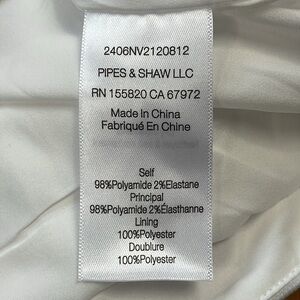 2406NV2120812
PIPES & SHAW LLC
RN 155820 CA 67972
Made in China
Fabriqué En Chine
Self
98%Polyamide 2%Elastane
Principal
98%Polyamide 2%Élasthanne
Lining
100%Polyester
Doublure
100%Polyester